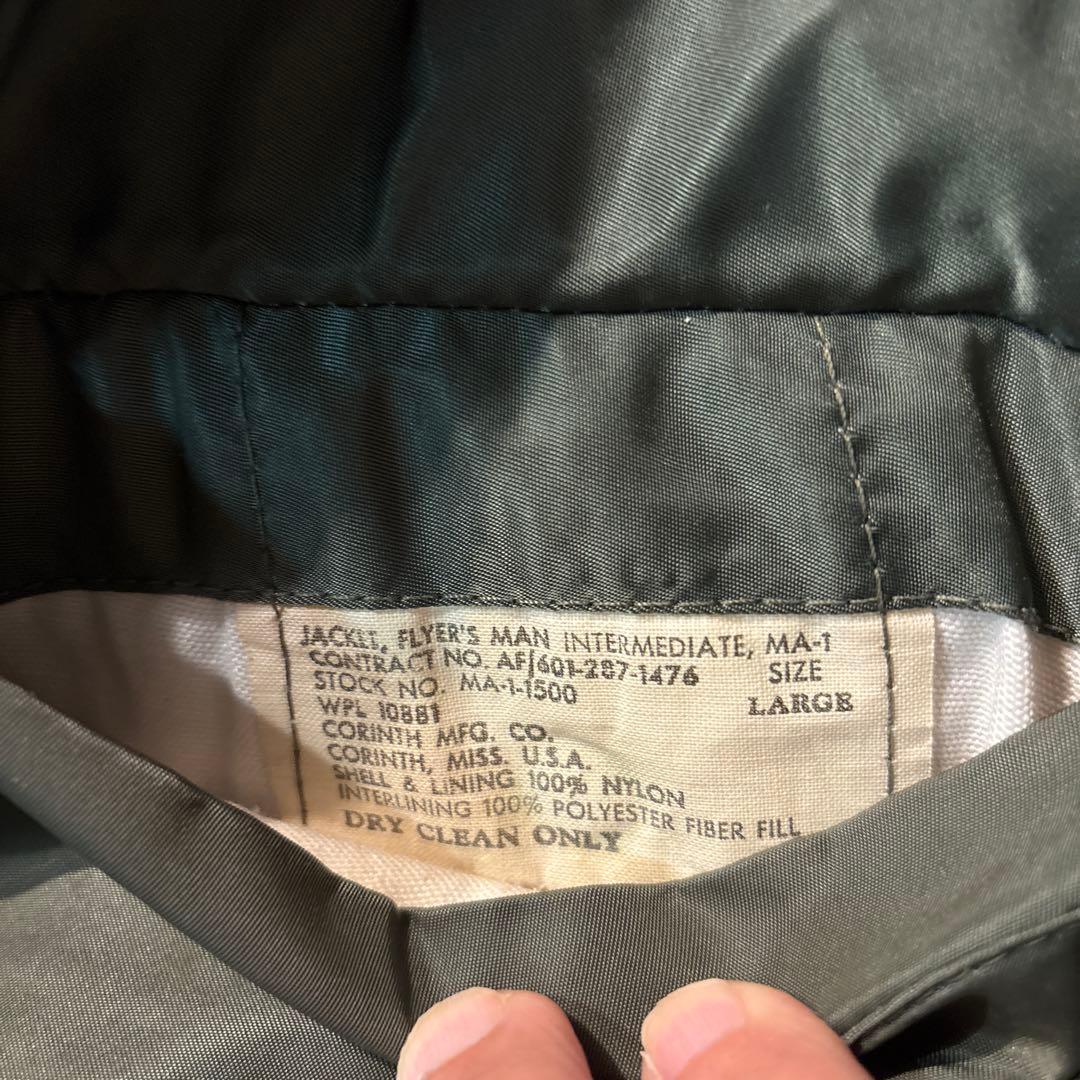 JACKET, FLYER'S MAN INTERMEDIATE, MA-1
CONTRACT NO. AF/601-287-1476 SIZE
STOCK NO. MA-1-1500 LARGE
WPL 10881
CORINTH MFG. CO.
CORINTH, MISS. U.S.A.
SHELL & LINING 100% NYLON
INTERLINING 100% POLYESTER FIBER FILL
DRY CLEAN ONLY